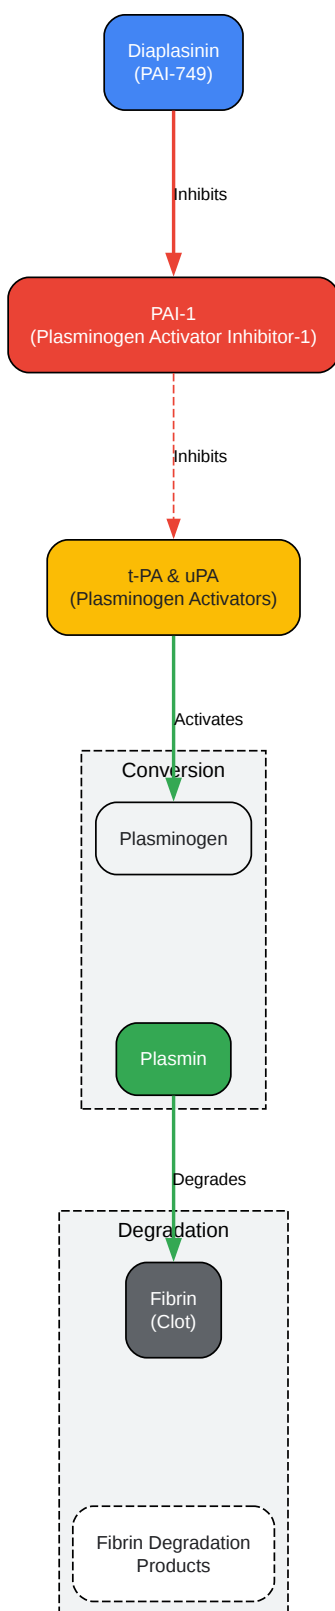 Diaplasinin
(PAI-749)
Inhibits
PAI-1
(Plasminogen Activator Inhibitor-1)
Inhibits
t-PA & uPA
(Plasminogen Activators)
Activates
Conversion
Plasminogen
Plasmin
Degrades
Degradation
Fibrin
(Clot)
Fibrin Degradation
Products